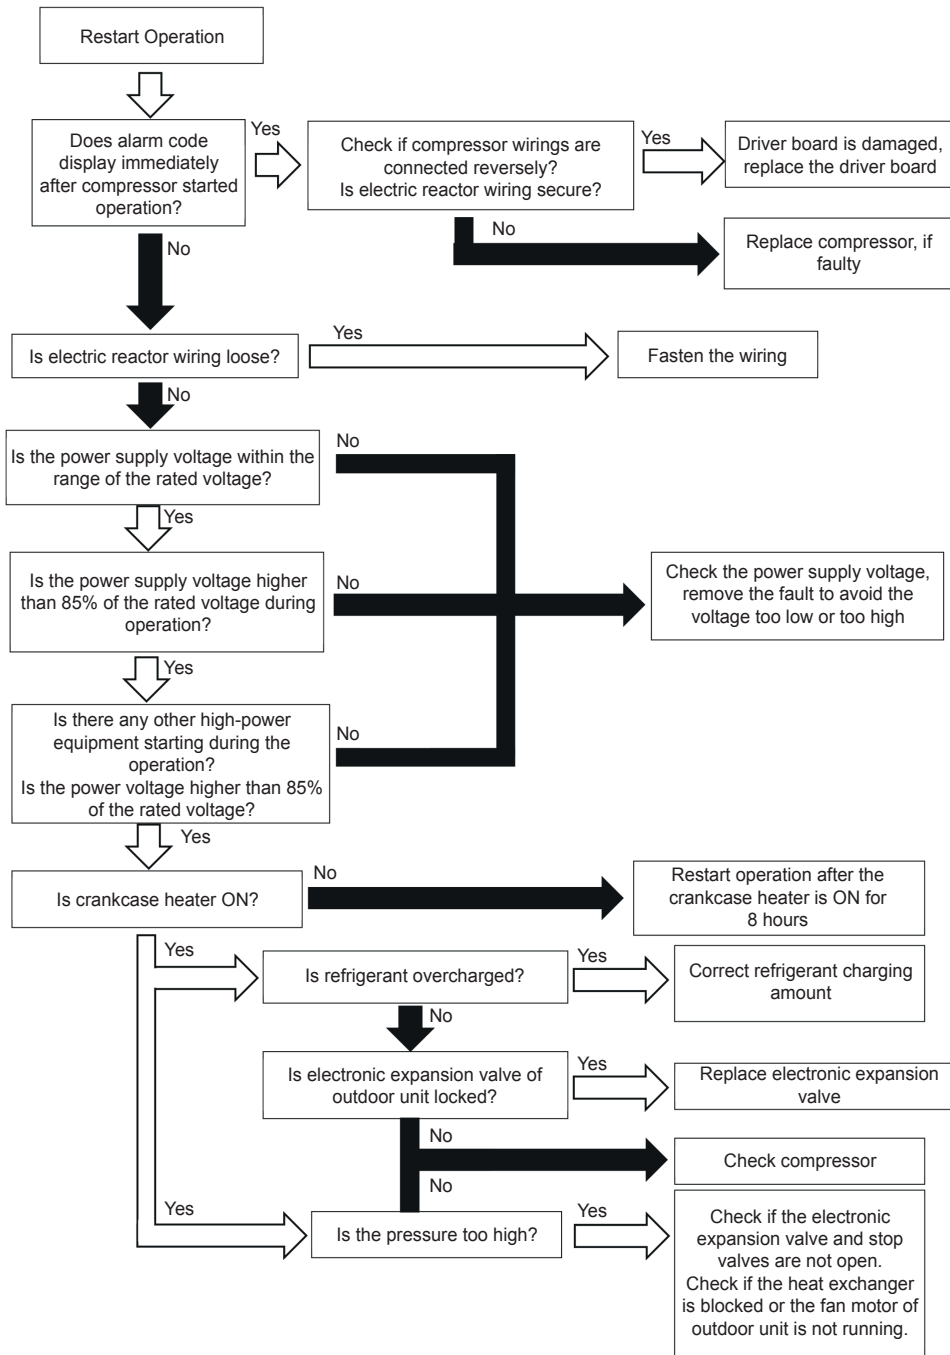 Restart Operation
Does alarm code
display immediately
after compressor started
operation?
Yes
Check if compressor wirings are
connected reversely?
Is electric reactor wiring secure?
Yes
Driver board is damaged,
replace the driver board
No
Replace compressor, if
faulty
No
Is electric reactor wiring loose?
Yes
Fasten the wiring
No
Is the power supply voltage within the
range of the rated voltage?
No
Yes
Is the power supply voltage higher
than 85% of the rated voltage during
operation?
No
Check the power supply voltage,
remove the fault to avoid the
voltage too low or too high
Yes
Is there any other high-power
equipment starting during the
operation?
Is the power voltage higher than 85%
of the rated voltage?
No
Yes
Is crankcase heater ON?
No
Restart operation after the
crankcase heater is ON for
8 hours
Yes
Is refrigerant overcharged?
Yes
Correct refrigerant charging
amount
No
Is electronic expansion valve of
outdoor unit locked?
Yes
Replace electronic expansion
valve
No
Check compressor
No
Yes
Is the pressure too high?
Yes
Check if the electronic
expansion valve and stop
valves are not open.
Check if the heat exchanger
is blocked or the fan motor of
outdoor unit is not running.